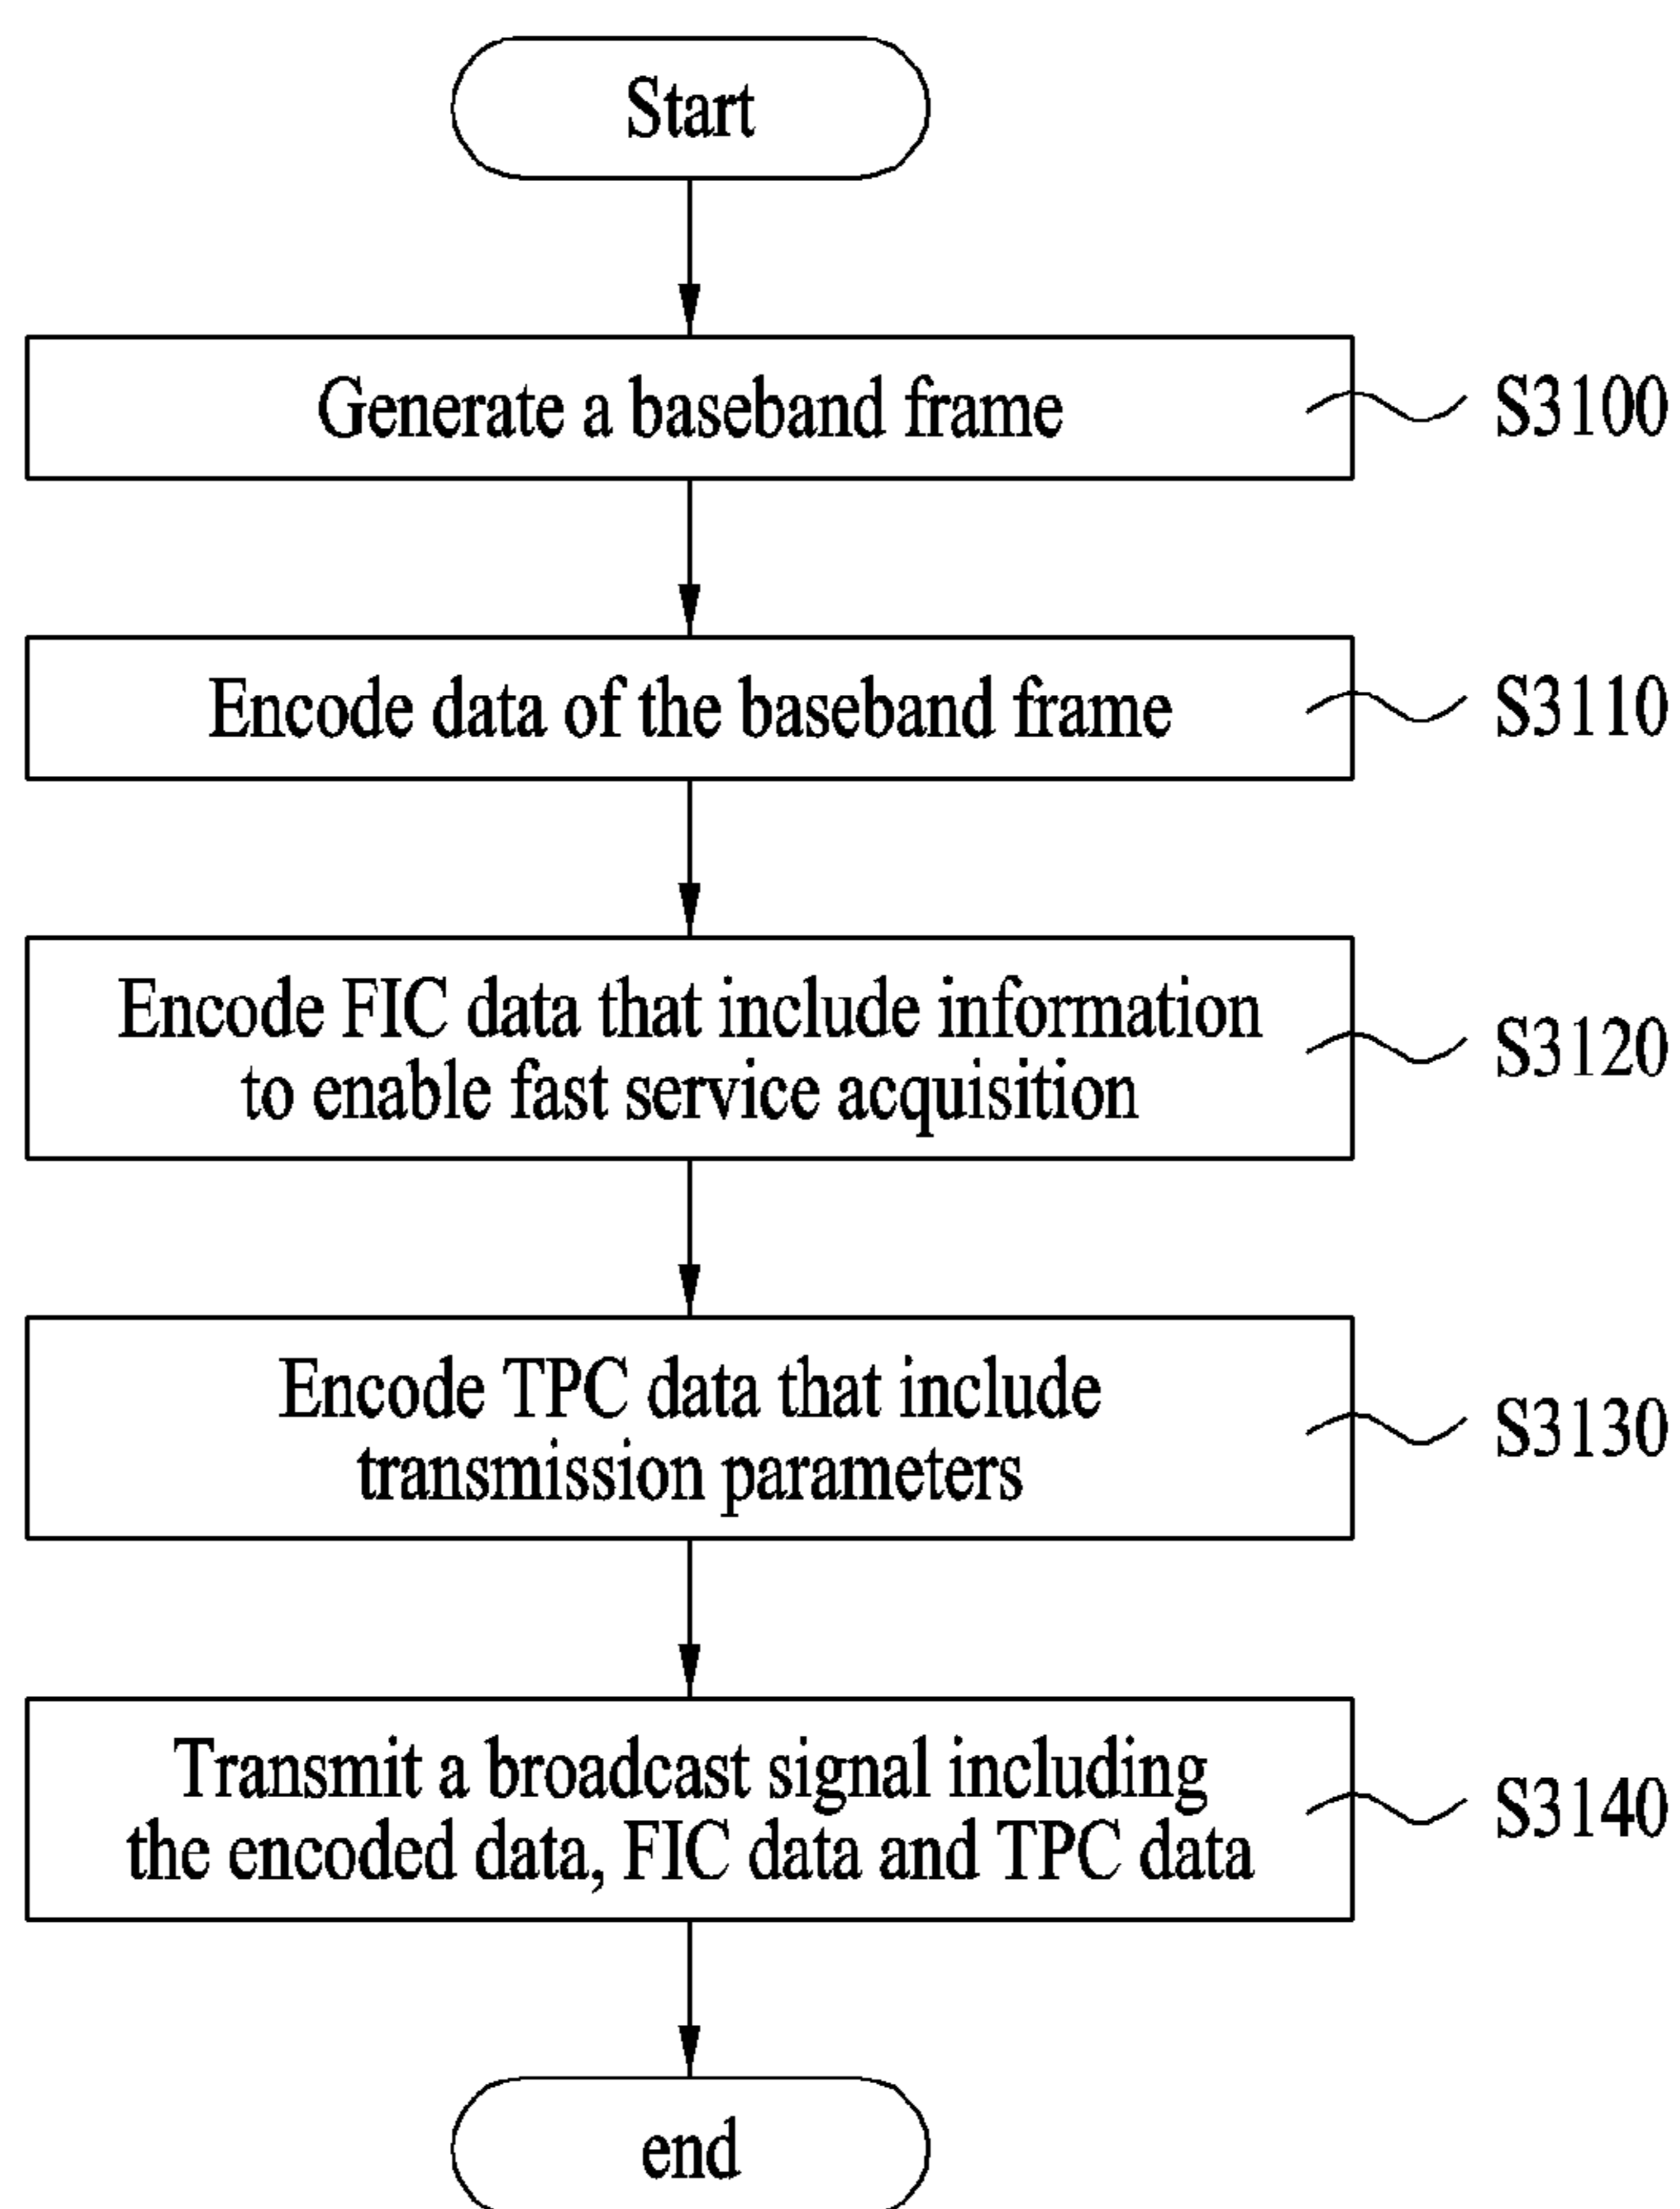 Start
Generate a baseband frame
S3100
Encode data of the baseband frame
S3110
Encode FIC data that include information
to enable fast service acquisition
S3120
Encode TPC data that include
transmission parameters
S3130
Transmit a broadcast signal including
the encoded data, FIC data and TPC data
S3140
end